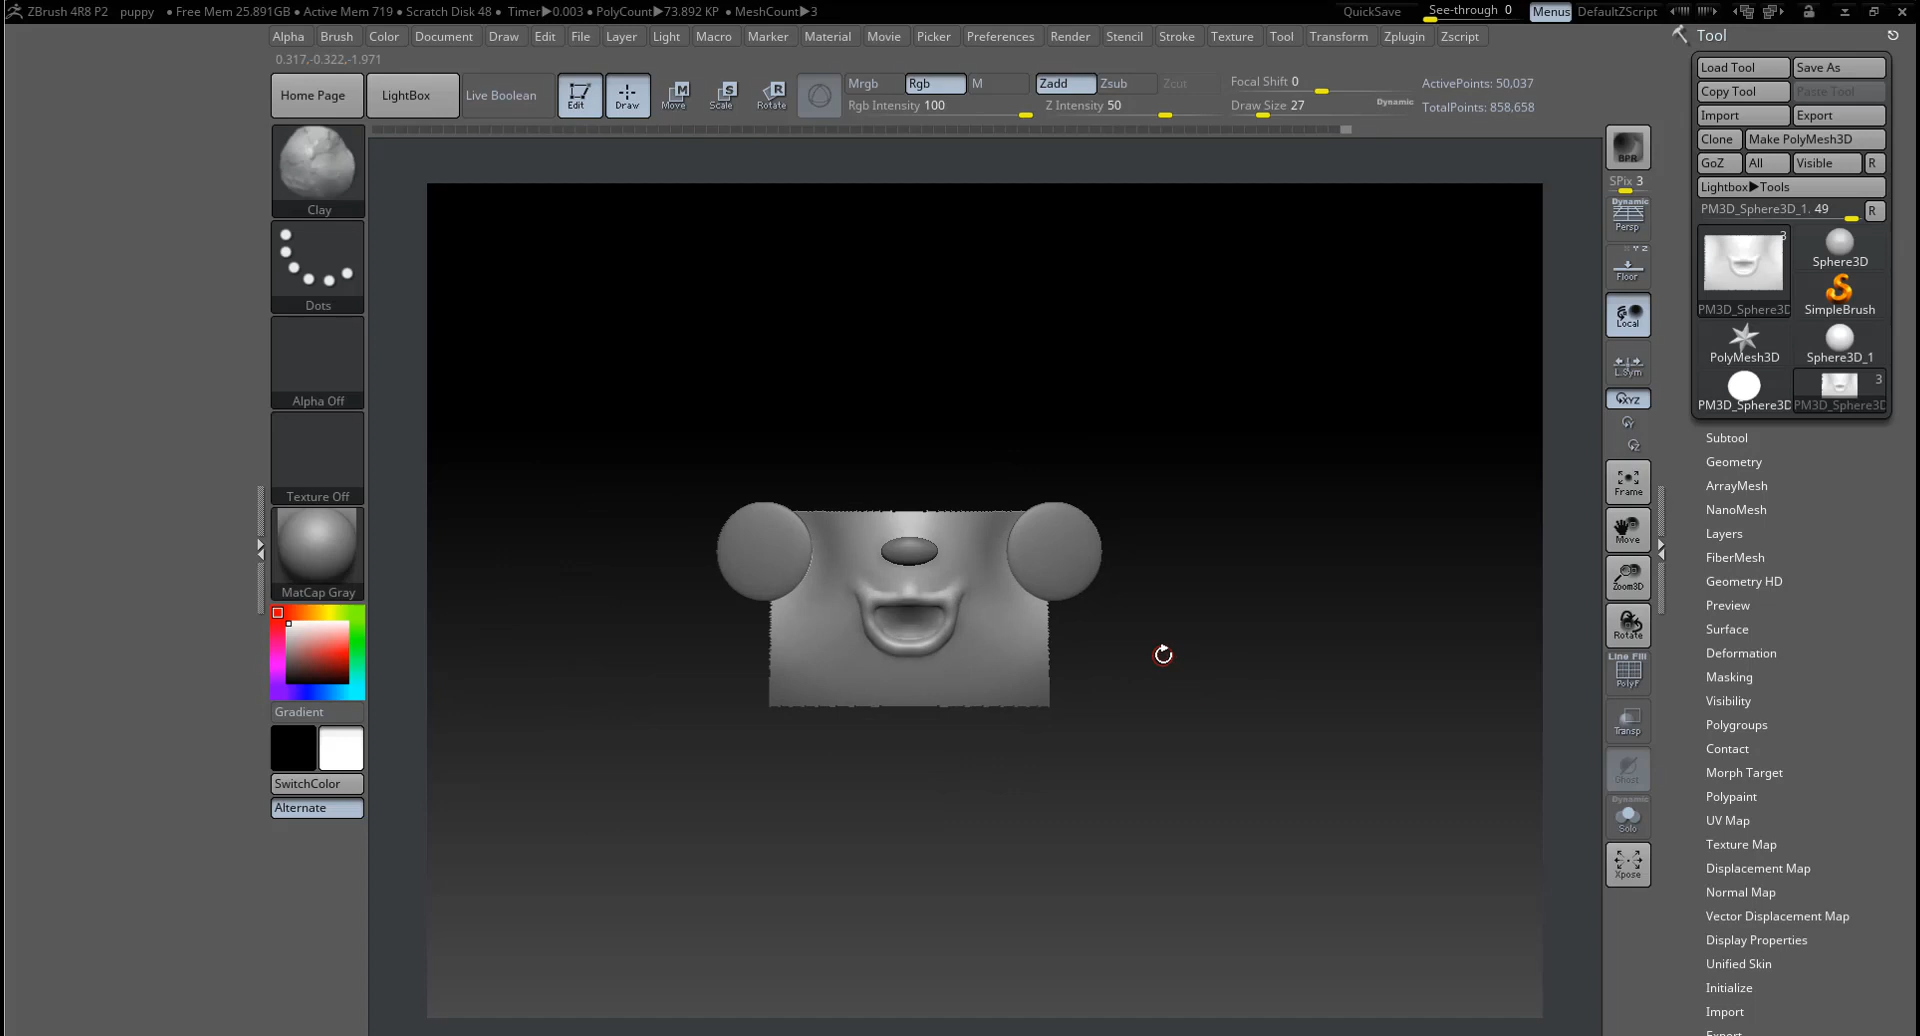 ZBrush 4R8 P2 puppy • Free Mem 25.891GB • Active Mem 719 • Scratch Disk 48 • Timer▶0.003 • PolyCount▶73.892 KP • MeshCount▶3 QuickSave See-through 0 Menus DefaultZScript
Alpha Brush Color Document Draw Edit File Layer Light Macro Marker Material Movie Picker Preferences Render Stencil Stroke Texture Tool Transform Zplugin Zscript
0.317,-0.322,-1.971
Home Page LightBox Live Boolean Edit Draw Move Scale Rotate
Mrgb Rgb M Zadd Zsub Zcut Focal Shift 0 ActivePoints: 50,037
Rgb Intensity 100 Z Intensity 50 Draw Size 27 Dynamic TotalPoints: 858,658
Clay
Dots
Alpha Off
Texture Off
MatCap Gray
Gradient
SwitchColor
Alternate
BPR
SPix 3
Dynamic
Persp
X Y Z
Floor
Local
L.Sym
XYZ
Frame
Move
Zoom3D
Rotate
Line Fill
PolyF
Transp
Ghost
Dynamic
Solo
Xpose
Tool
Load Tool Save As
Copy Tool Paste Tool
Import Export
Clone Make PolyMesh3D
GoZ All Visible R
Lightbox▶Tools
PM3D_Sphere3D_1. 49 R
3
Sphere3D
PM3D_Sphere3D SimpleBrush
PolyMesh3D Sphere3D_1
3
PM3D_Sphere3D PM3D_Sphere3D
Subtool
Geometry
ArrayMesh
NanoMesh
Layers
FiberMesh
Geometry HD
Preview
Surface
Deformation
Masking
Visibility
Polygroups
Contact
Morph Target
Polypaint
UV Map
Texture Map
Displacement Map
Normal Map
Vector Displacement Map
Display Properties
Unified Skin
Initialize
Import
Export